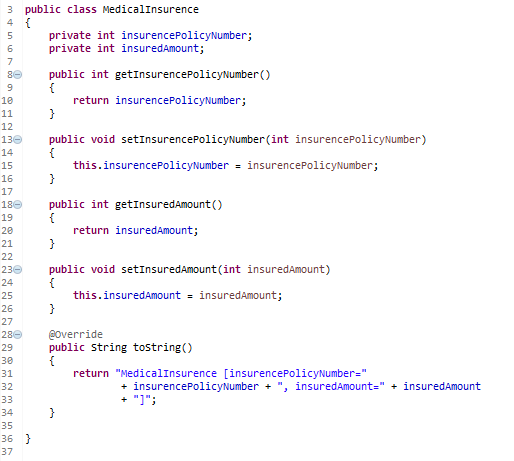 3 public class MedicalInsurence
4 {
5     private int insurencePolicyNumber;
6     private int insuredAmount;
7
8     public int getInsurencePolicyNumber()
9     {
10         return insurencePolicyNumber;
11     }
12
13     public void setInsurencePolicyNumber(int insurencePolicyNumber)
14     {
15         this.insurencePolicyNumber = insurencePolicyNumber;
16     }
17
18     public int getInsuredAmount()
19     {
20         return insuredAmount;
21     }
22
23     public void setInsuredAmount(int insuredAmount)
24     {
25         this.insuredAmount = insuredAmount;
26     }
27
28     @Override
29     public String toString()
30     {
31         return "MedicalInsurence [insurencePolicyNumber="
32                 + insurencePolicyNumber + ", insuredAmount=" + insuredAmount
33                 + "]";
34     }
35
36 }
37